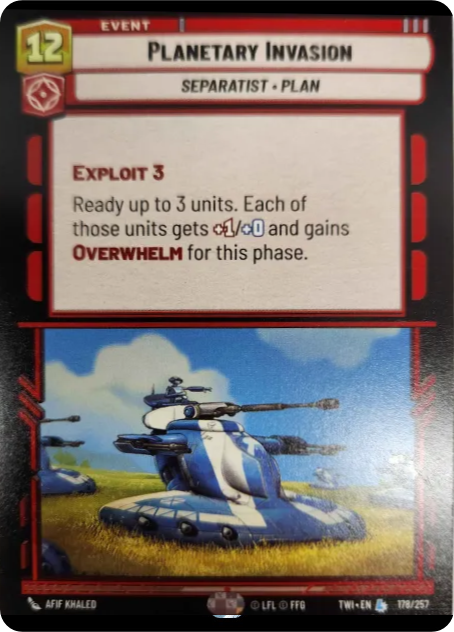 EVENT
12
PLANETARY INVASION
SEPARATIST • PLAN
EXPLOIT 3
Ready up to 3 units. Each of
those units gets +1/+0 and gains
OVERWHELM for this phase.
AFIF KHALED
© LFL © FFG
TWI • EN
178/257